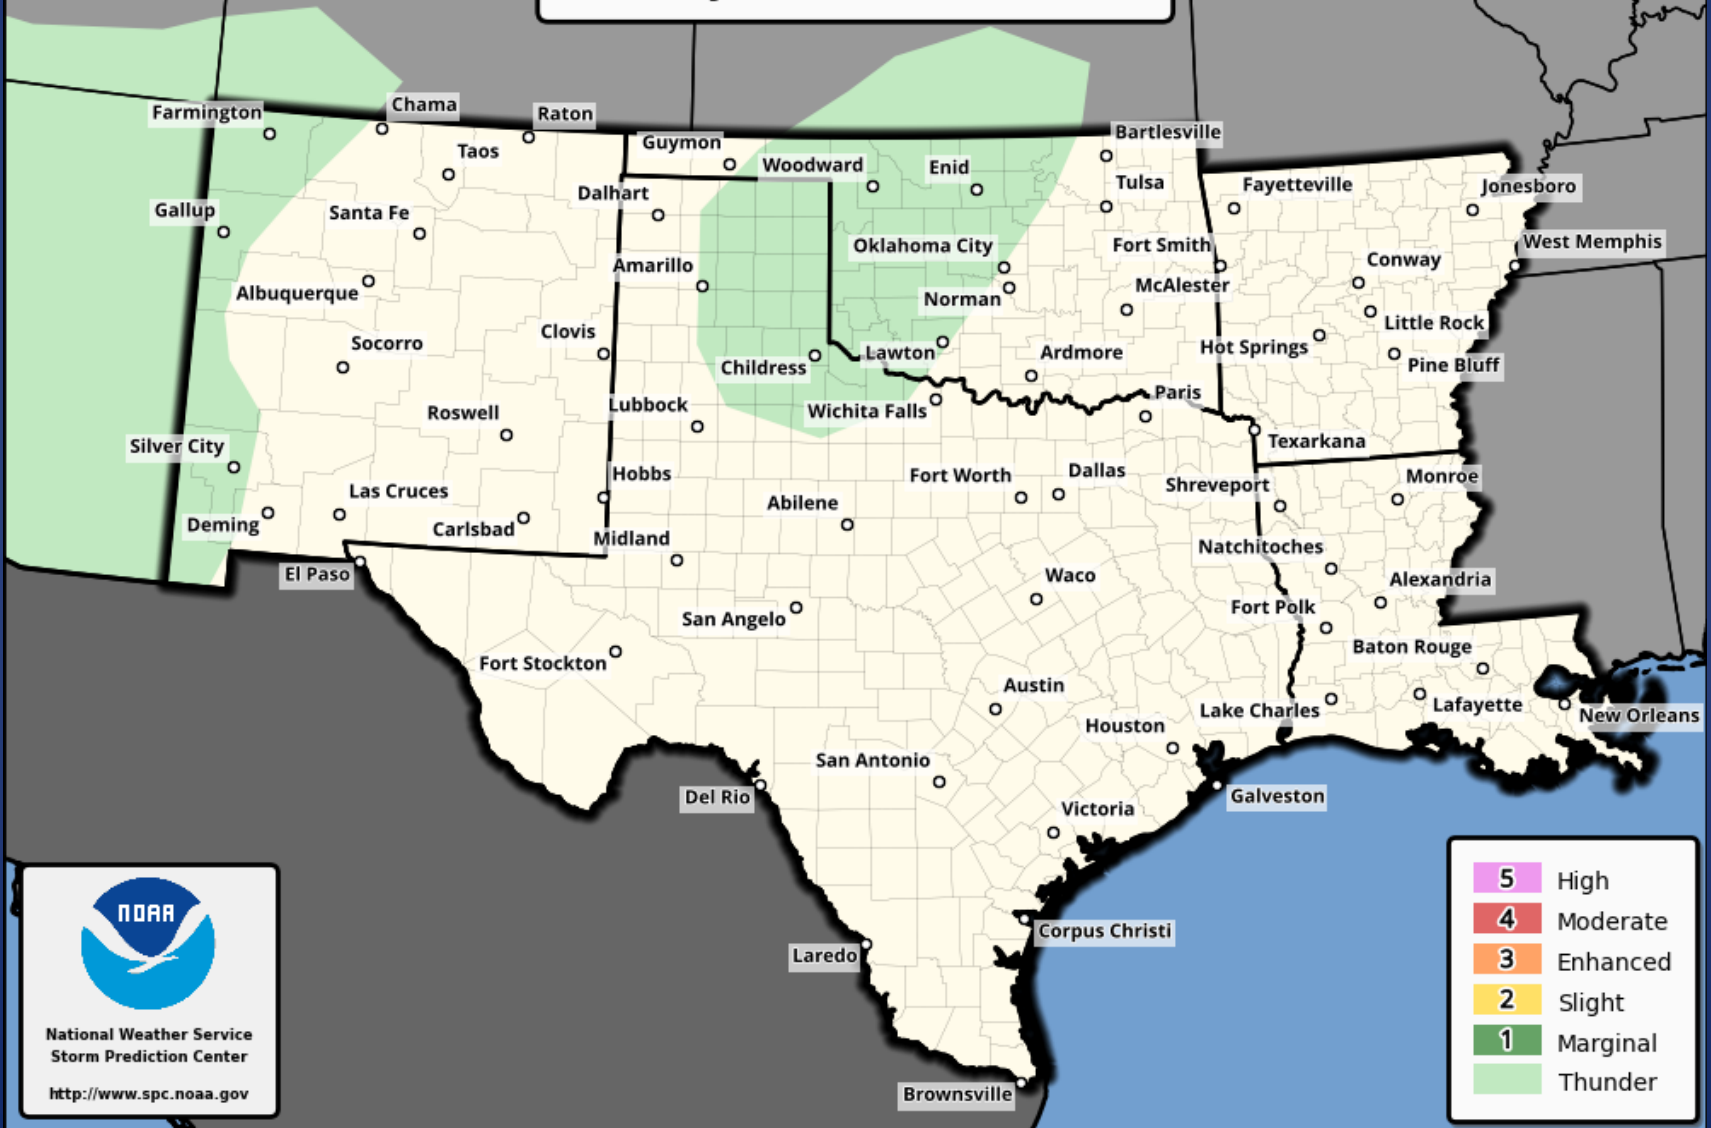 Farmington
Chama
Raton
Taos
Guymon
Woodward
Enid
Bartlesville
Tulsa
Fayetteville
Jonesboro
Gallup
Santa Fe
Dalhart
Oklahoma City
Fort Smith
Conway
West Memphis
Albuquerque
Amarillo
Norman
McAlester
Little Rock
Socorro
Clovis
Childress
Lawton
Ardmore
Hot Springs
Pine Bluff
Roswell
Lubbock
Wichita Falls
Paris
Texarkana
Silver City
Hobbs
Fort Worth
Dallas
Shreveport
Monroe
Las Cruces
Abilene
Deming
Carlsbad
Midland
Natchitoches
El Paso
Waco
Alexandria
San Angelo
Fort Polk
Fort Stockton
Baton Rouge
Austin
Lake Charles
Lafayette
New Orleans
Houston
San Antonio
Del Rio
Galveston
Victoria
Corpus Christi
Laredo
Brownsville
NOAA
National Weather Service
Storm Prediction Center
http://www.spc.noaa.gov
5 High
4 Moderate
3 Enhanced
2 Slight
1 Marginal
Thunder